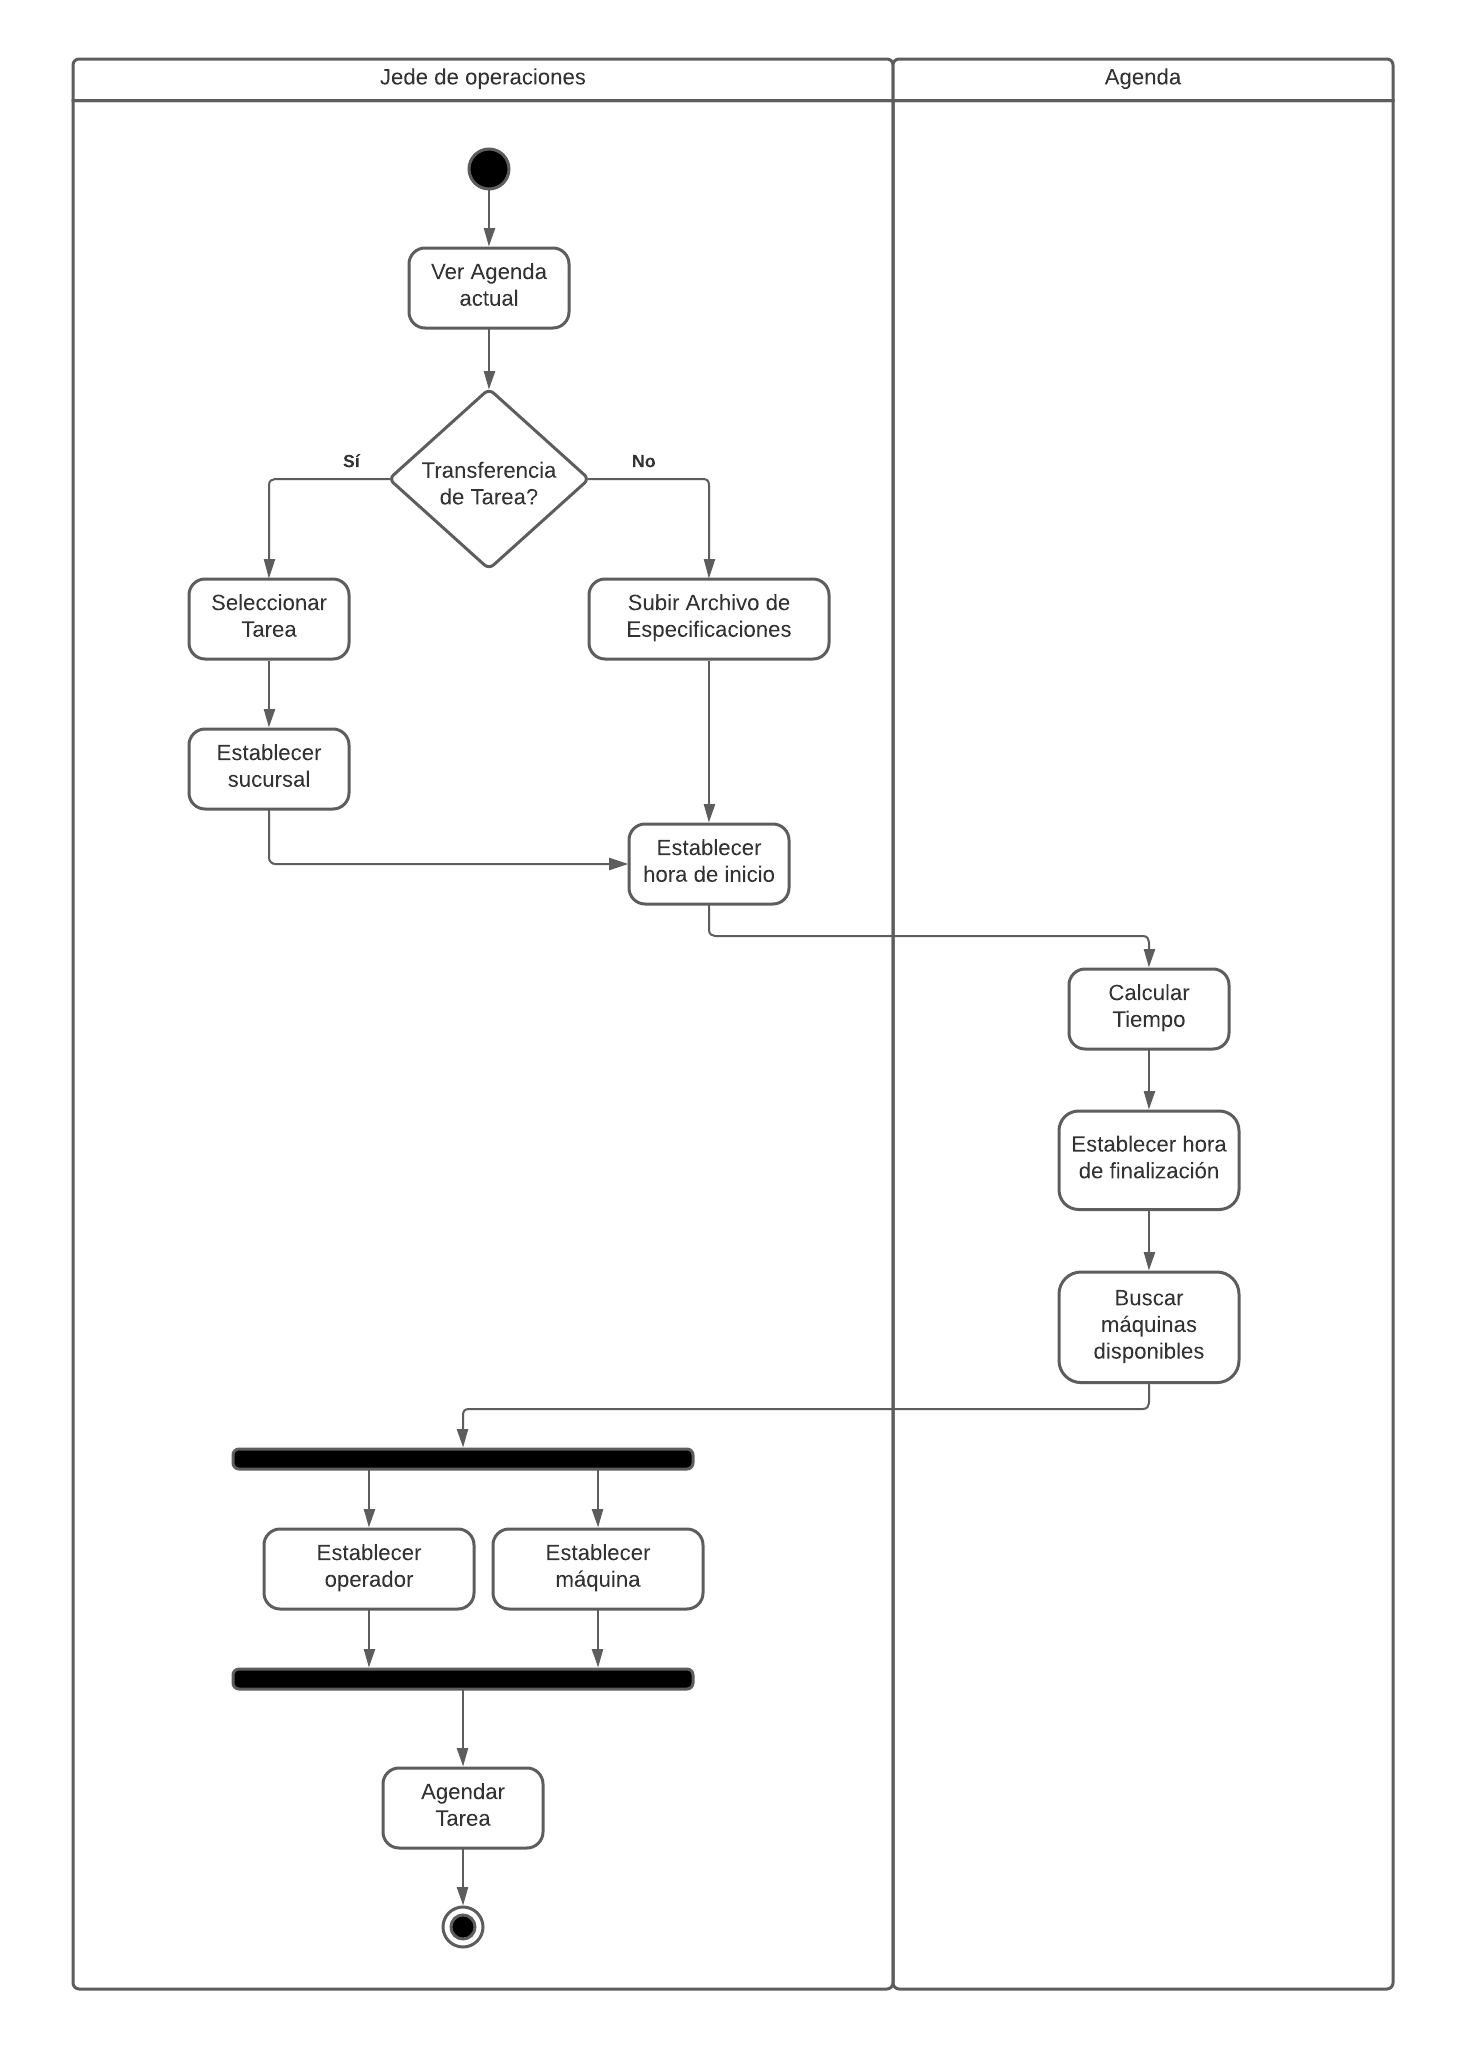 Jede de operaciones
Agenda
Ver Agenda
actual
Transferencia
de Tarea?
Sí
No
Seleccionar
Tarea
Subir Archivo de
Especificaciones
Establecer
sucursal
Establecer
hora de inicio
Calcular
Tiempo
Establecer hora
de finalización
Buscar
máquinas
disponibles
Establecer
operador
Establecer
máquina
Agendar
Tarea